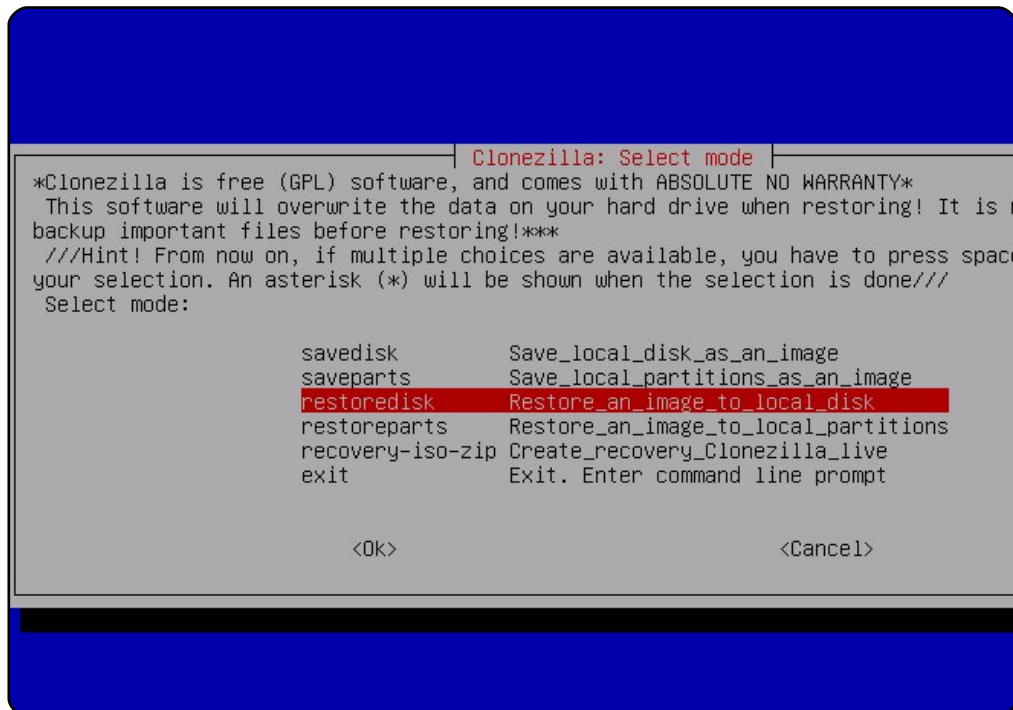 Clonezilla: Select mode
*Clonezilla is free (GPL) software, and comes with ABSOLUTE NO WARRANTY*
This software will overwrite the data on your hard drive when restoring! It is
backup important files before restoring!***
///Hint! From now on, if multiple choices are available, you have to press spac
your selection. An asterisk (*) will be shown when the selection is done///
Select mode:
savedisk Save_local_disk_as_an_image
saveparts Save_local_partitions_as_an_image
restoredisk Restore_an_image_to_local_disk
restoreparts Restore_an_image_to_local_partitions
recovery-iso-zip Create_recovery_Clonezilla_live
exit Exit. Enter command line prompt
<Ok> <Cancel>